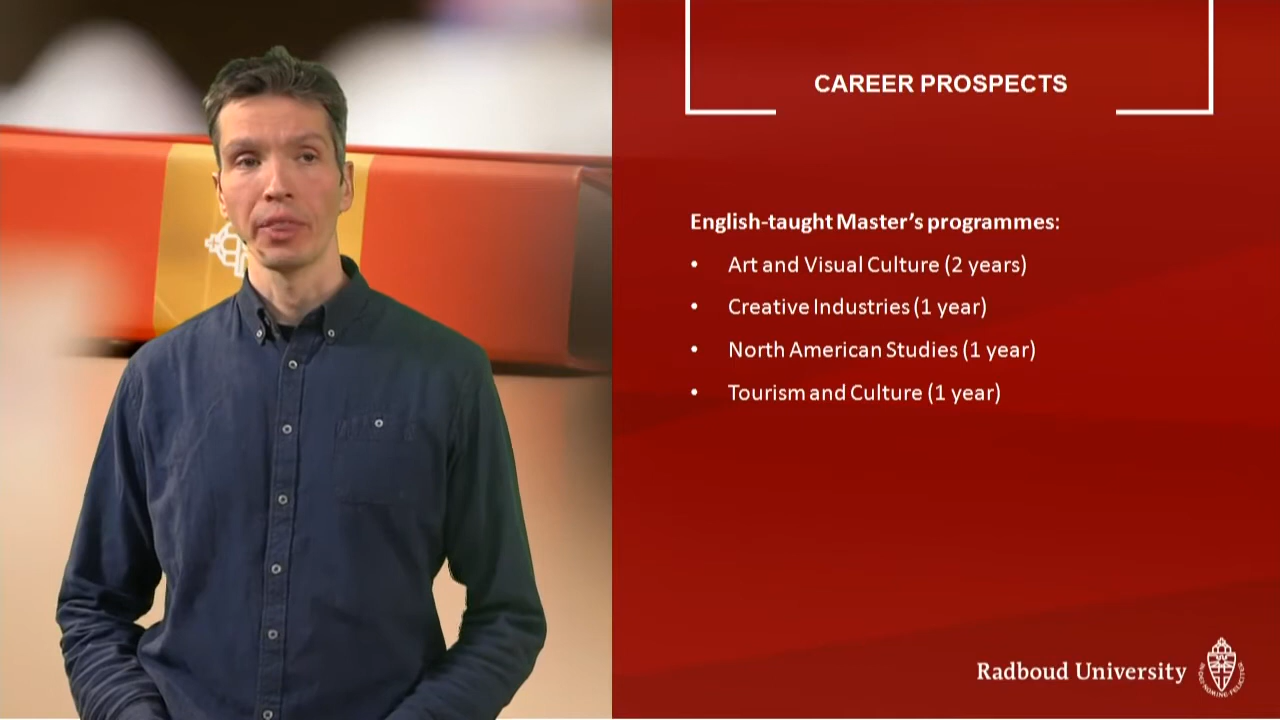 CAREER PROSPECTS
English-taught Master's programmes:
• Art and Visual Culture (2 years)
• Creative Industries (1 year)
• North American Studies (1 year)
• Tourism and Culture (1 year)
Radboud University